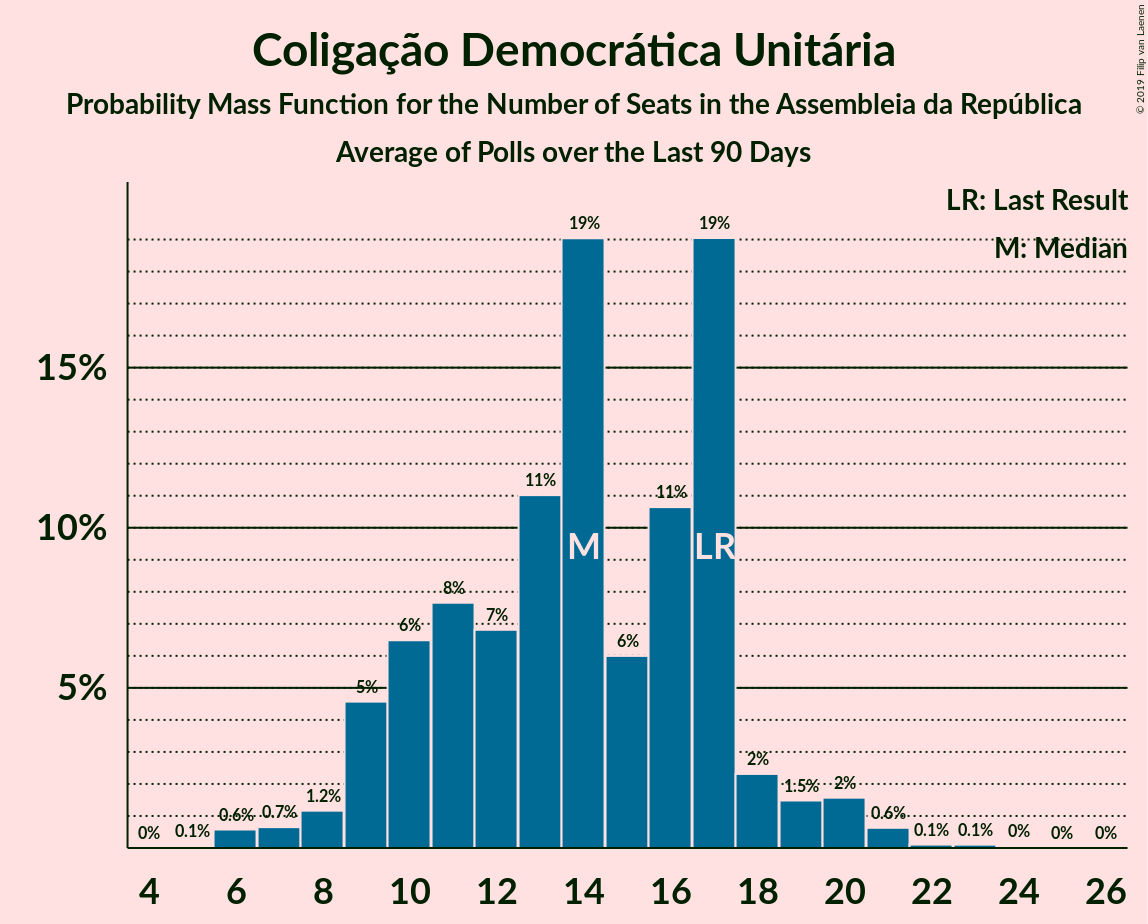 Coligação Democrática Unitária
Probability Mass Function for the Number of Seats in the Assembleia da República
Average of Polls over the Last 90 Days
© 2019 Filip van Laenen
LR: Last Result
M: Median
15%
10%
5%
0% 0.1% 0.6% 0.7% 1.2% 5% 6% 8% 7% 11% 19% 6% 11% 19% 2% 1.5% 2% 0.6% 0.1% 0.1% 0% 0% 0%
M LR
4 6 8 10 12 14 16 18 20 22 24 26